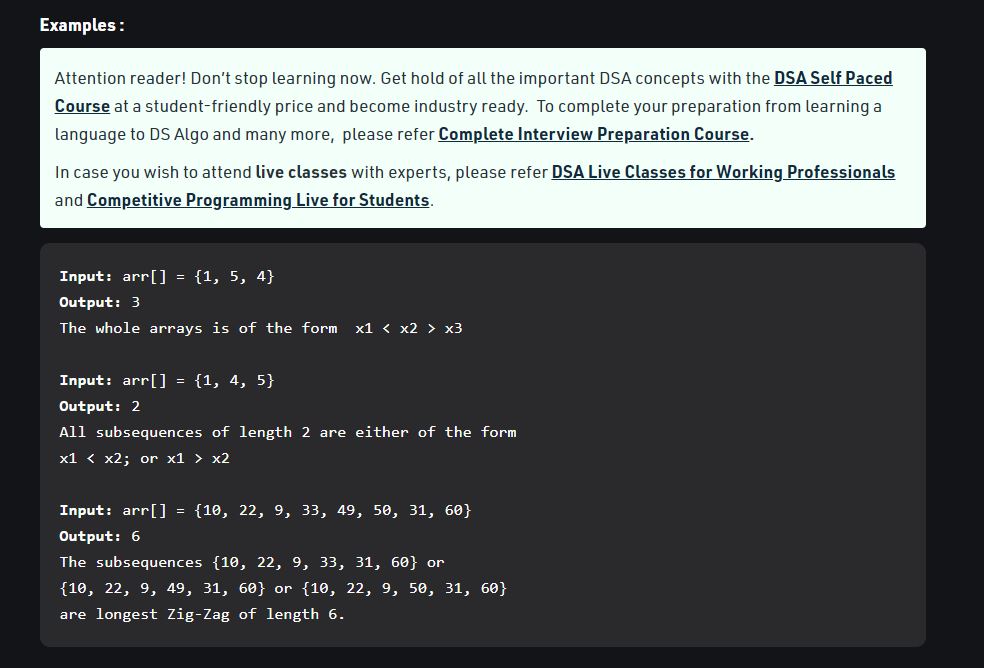 Examples :
Attention reader! Don’t stop learning now. Get hold of all the important DSA concepts with the DSA Self Paced
Course at a student-friendly price and become industry ready.  To complete your preparation from learning a
language to DS Algo and many more,  please refer Complete Interview Preparation Course.
In case you wish to attend live classes with experts, please refer DSA Live Classes for Working Professionals
and Competitive Programming Live for Students.
Input: arr[] = {1, 5, 4}
Output: 3
The whole arrays is of the form  x1 < x2 > x3
Input: arr[] = {1, 4, 5}
Output: 2
All subsequences of length 2 are either of the form
x1 < x2; or x1 > x2
Input: arr[] = {10, 22, 9, 33, 49, 50, 31, 60}
Output: 6
The subsequences {10, 22, 9, 33, 31, 60} or
{10, 22, 9, 49, 31, 60} or {10, 22, 9, 50, 31, 60}
are longest Zig-Zag of length 6.